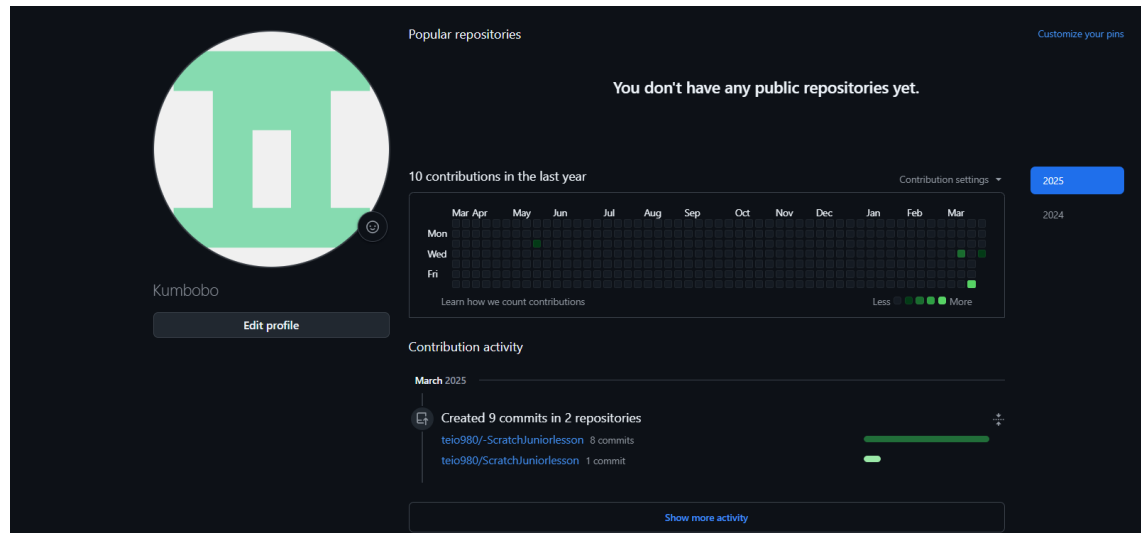 Popular repositories
Customize your pins
You don't have any public repositories yet.
10 contributions in the last year
Contribution settings
2025
2024
Mar Apr May Jun Jul Aug Sep Oct Nov Dec Jan Feb Mar
Mon
Wed
Fri
Learn how we count contributions
Less More
Kumbobo
Edit profile
Contribution activity
March 2025
Created 9 commits in 2 repositories
teio980/-ScratchJuniorlesson 8 commits
teio980/ScratchJuniorlesson 1 commit
Show more activity